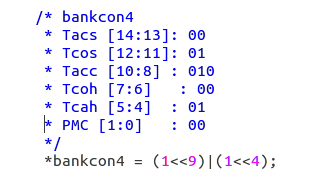 /* bankcon4
* Tacs [14:13]: 00
* Tcos [12:11]: 01
* Tacc [10:8] : 010
* Tcoh [7:6]   : 00
* Tcah [5:4]  : 01
* PMC [1:0]   : 00
*/
*bankcon4 = (1<<9)|(1<<4);